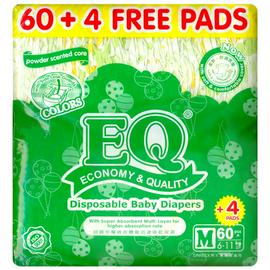 60 + 4 FREE PADS
powder scented core
Now
COLORS
EQ
ECONOMY & QUALITY
Disposable Baby Diapers
With Super Absorbent Multi Layer for
higher absorption rate
+4
PADS
M
60
6-11